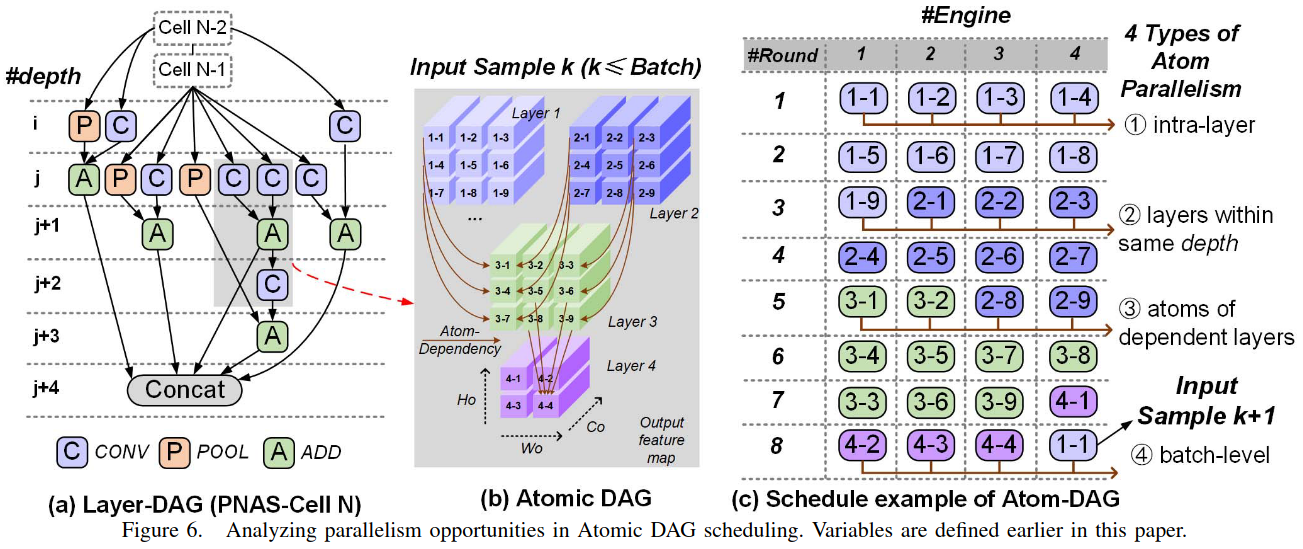 Cell N-2
Cell N-1
#depth
i
P
C
C
j
A
P
C
P
C
C
C
j+1
A
A
A
j+2
C
j+3
A
j+4
Concat
C CONV P POOL A ADD
(a) Layer-DAG (PNAS-Cell N)
Input Sample k (k ⩽ Batch)
Layer 1
1-1 1-2 1-3
1-4 1-5 1-6
1-7 1-8 1-9
...
2-1 2-2 2-3
2-4 2-5 2-6
2-7 2-8 2-9
Layer 2
3-1 3-2 3-3
3-4 3-5 3-6
3-7 3-8 3-9
Layer 3
Atom-
Dependency
Layer 4
4-1 4-2
4-3 4-4
Ho
Wo
Co
Output
feature
map
(b) Atomic DAG
#Engine
#Round 1 2 3 4
1 1-1 1-2 1-3 1-4
2 1-5 1-6 1-7 1-8
3 1-9 2-1 2-2 2-3
4 2-4 2-5 2-6 2-7
5 3-1 3-2 2-8 2-9
6 3-4 3-5 3-7 3-8
7 3-3 3-6 3-9 4-1
8 4-2 4-3 4-4 1-1
4 Types of
Atom
Parallelism
① intra-layer
② layers within
same depth
③ atoms of
dependent layers
Input
Sample k+1
④ batch-level
(c) Schedule example of Atom-DAG
Figure 6. Analyzing parallelism opportunities in Atomic DAG scheduling. Variables are defined earlier in this paper.